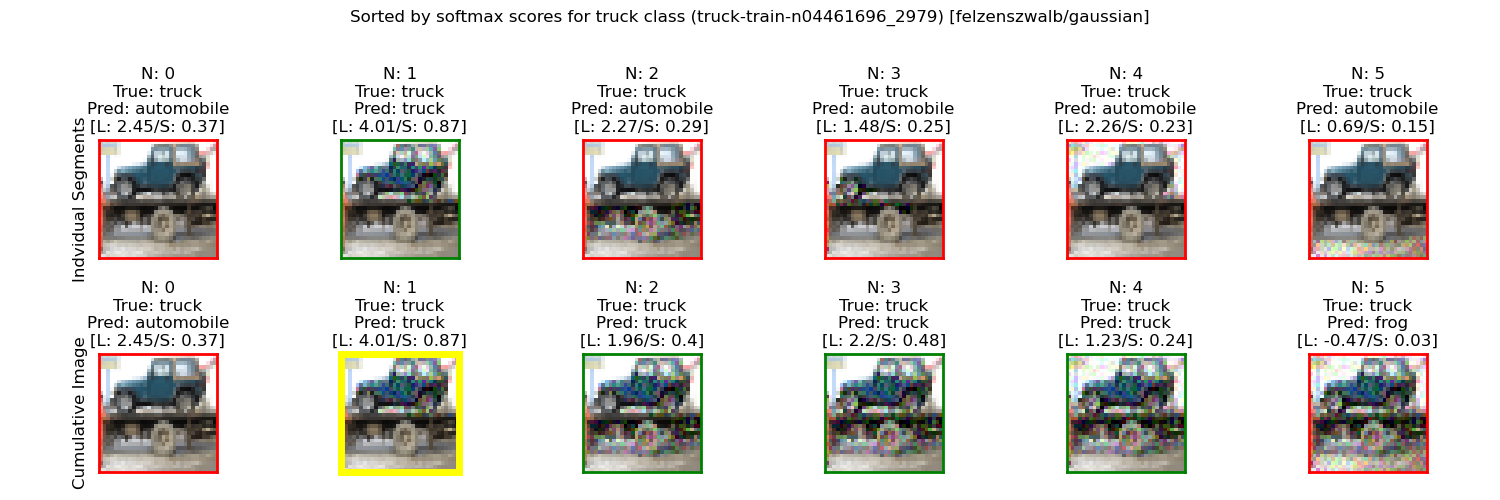 Sorted by softmax scores for truck class (truck-train-n04461696_2979) [felzenszwalb/gaussian]
Indvidual Segments
N: 0
True: truck
Pred: automobile
[L: 2.45/S: 0.37]
N: 1
True: truck
Pred: truck
[L: 4.01/S: 0.87]
N: 2
True: truck
Pred: automobile
[L: 2.27/S: 0.29]
N: 3
True: truck
Pred: automobile
[L: 1.48/S: 0.25]
N: 4
True: truck
Pred: automobile
[L: 2.26/S: 0.23]
N: 5
True: truck
Pred: automobile
[L: 0.69/S: 0.15]
Cumulative Image
N: 0
True: truck
Pred: automobile
[L: 2.45/S: 0.37]
N: 1
True: truck
Pred: truck
[L: 4.01/S: 0.87]
N: 2
True: truck
Pred: truck
[L: 1.96/S: 0.4]
N: 3
True: truck
Pred: truck
[L: 2.2/S: 0.48]
N: 4
True: truck
Pred: truck
[L: 1.23/S: 0.24]
N: 5
True: truck
Pred: frog
[L: -0.47/S: 0.03]